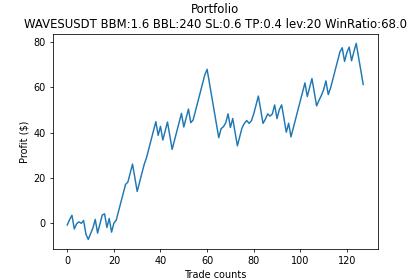 Portfolio
WAVESUSDT BBM:1.6 BBL:240 SL:0.6 TP:0.4 lev:20 WinRatio:68.0
80
60
40
20
0
Profit ($)
0 20 40 60 80 100 120
Trade counts